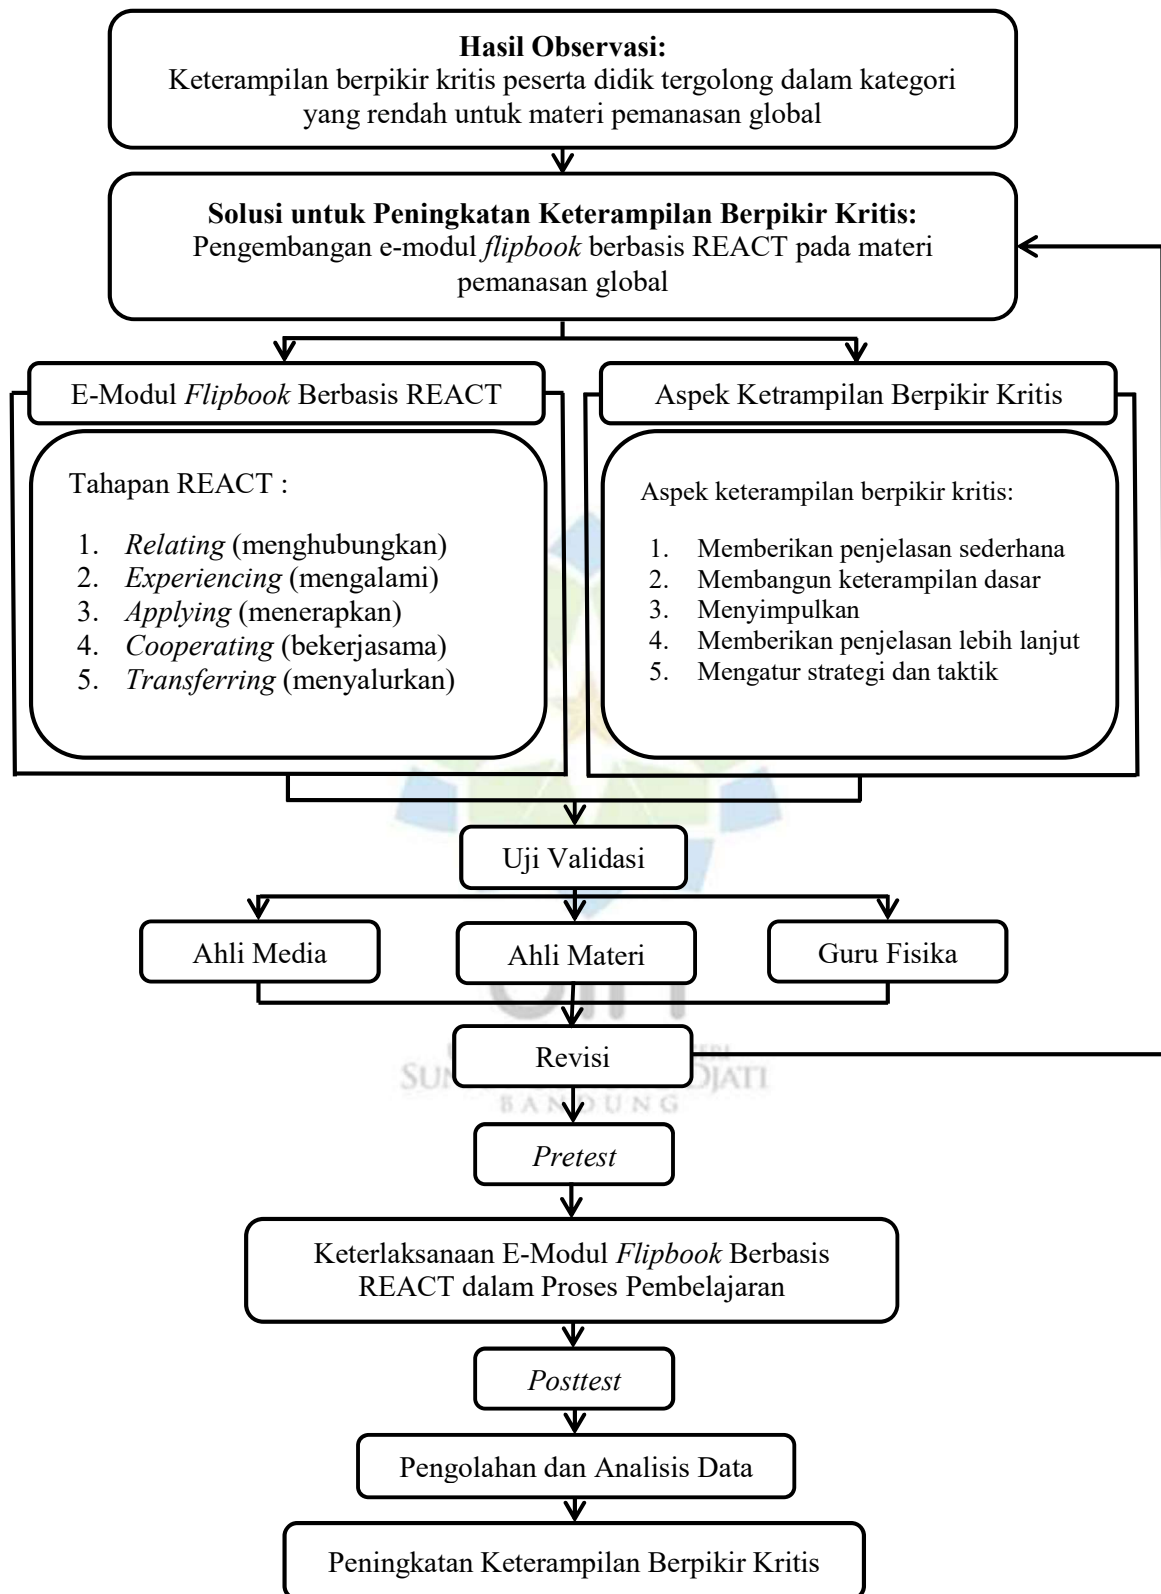 Hasil Observasi:
Keterampilan berpikir kritis peserta didik tergolong dalam kategori
yang rendah untuk materi pemanasan global
Solusi untuk Peningkatan Keterampilan Berpikir Kritis:
Pengembangan e-modul flipbook berbasis REACT pada materi
pemanasan global
E-Modul Flipbook Berbasis REACT
Tahapan REACT :
1. Relating (menghubungkan)
2. Experiencing (mengalami)
3. Applying (menerapkan)
4. Cooperating (bekerjasama)
5. Transferring (menyalurkan)
Aspek Ketrampilan Berpikir Kritis
Aspek keterampilan berpikir kritis:
1. Memberikan penjelasan sederhana
2. Membangun keterampilan dasar
3. Menyimpulkan
4. Memberikan penjelasan lebih lanjut
5. Mengatur strategi dan taktik
Uji Validasi
Ahli Media
Ahli Materi
Guru Fisika
Revisi
BANDUNG
Pretest
Keterlaksanaan E-Modul Flipbook Berbasis
REACT dalam Proses Pembelajaran
Posttest
Pengolahan dan Analisis Data
Peningkatan Keterampilan Berpikir Kritis